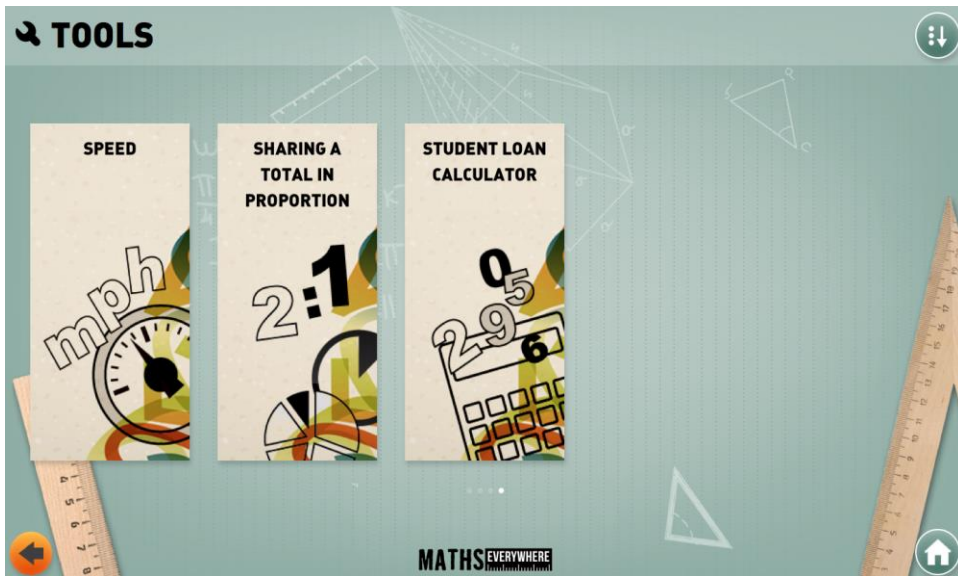 TOOLS
SPEED
mph
SHARING A
TOTAL IN
PROPORTION
2:1
STUDENT LOAN
CALCULATOR
0
5
9
2
6
MATHS EVERYWHERE